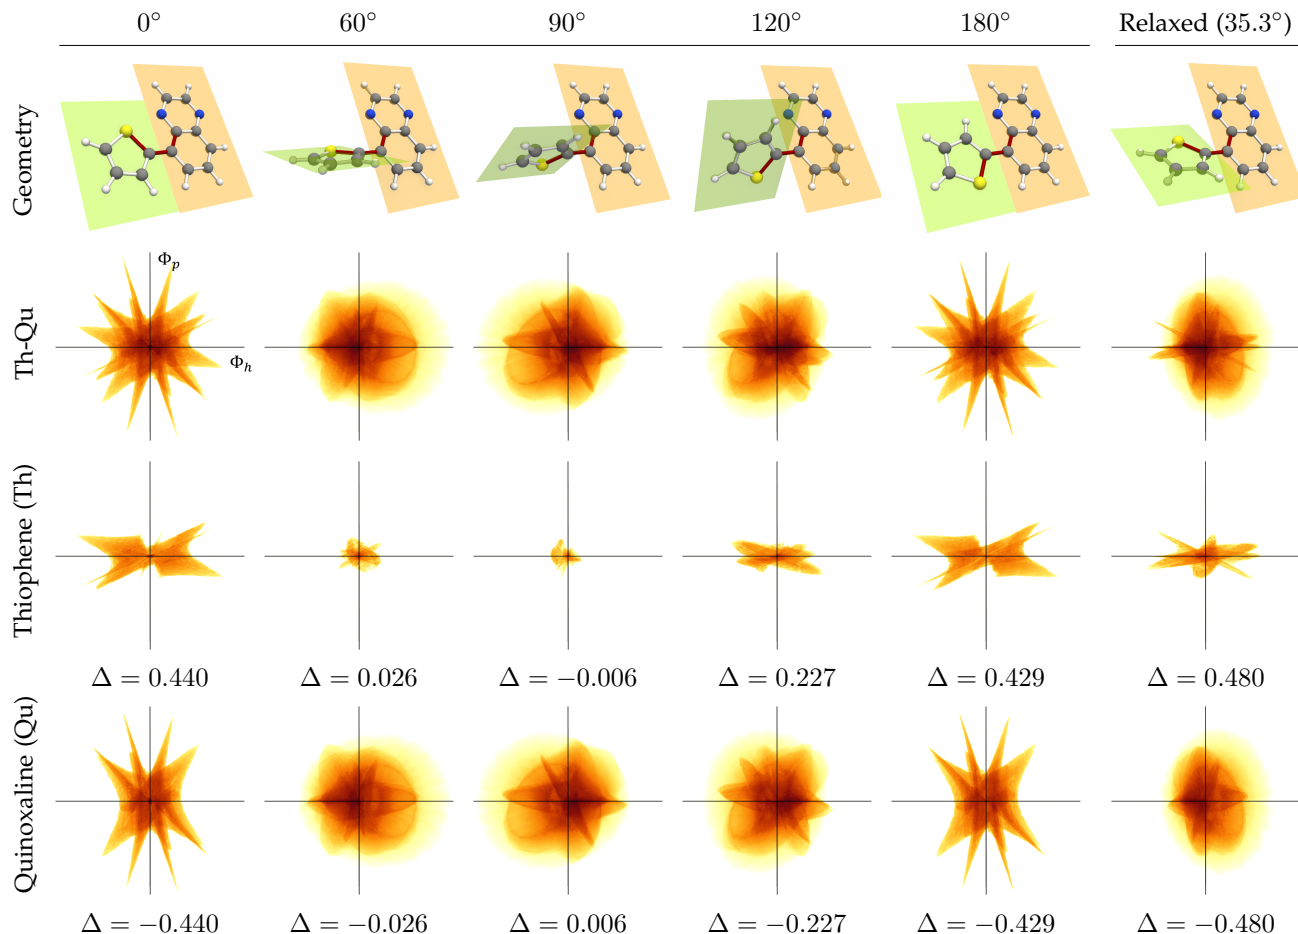 0° 60° 90° 120° 180° Relaxed (35.3°)
Geometry
Th-Qu
Φ_p
Φ_h
Thiophene (Th)
Δ = 0.440 Δ = 0.026 Δ = −0.006 Δ = 0.227 Δ = 0.429 Δ = 0.480
Quinoxaline (Qu)
Δ = −0.440 Δ = −0.026 Δ = 0.006 Δ = −0.227 Δ = −0.429 Δ = −0.480